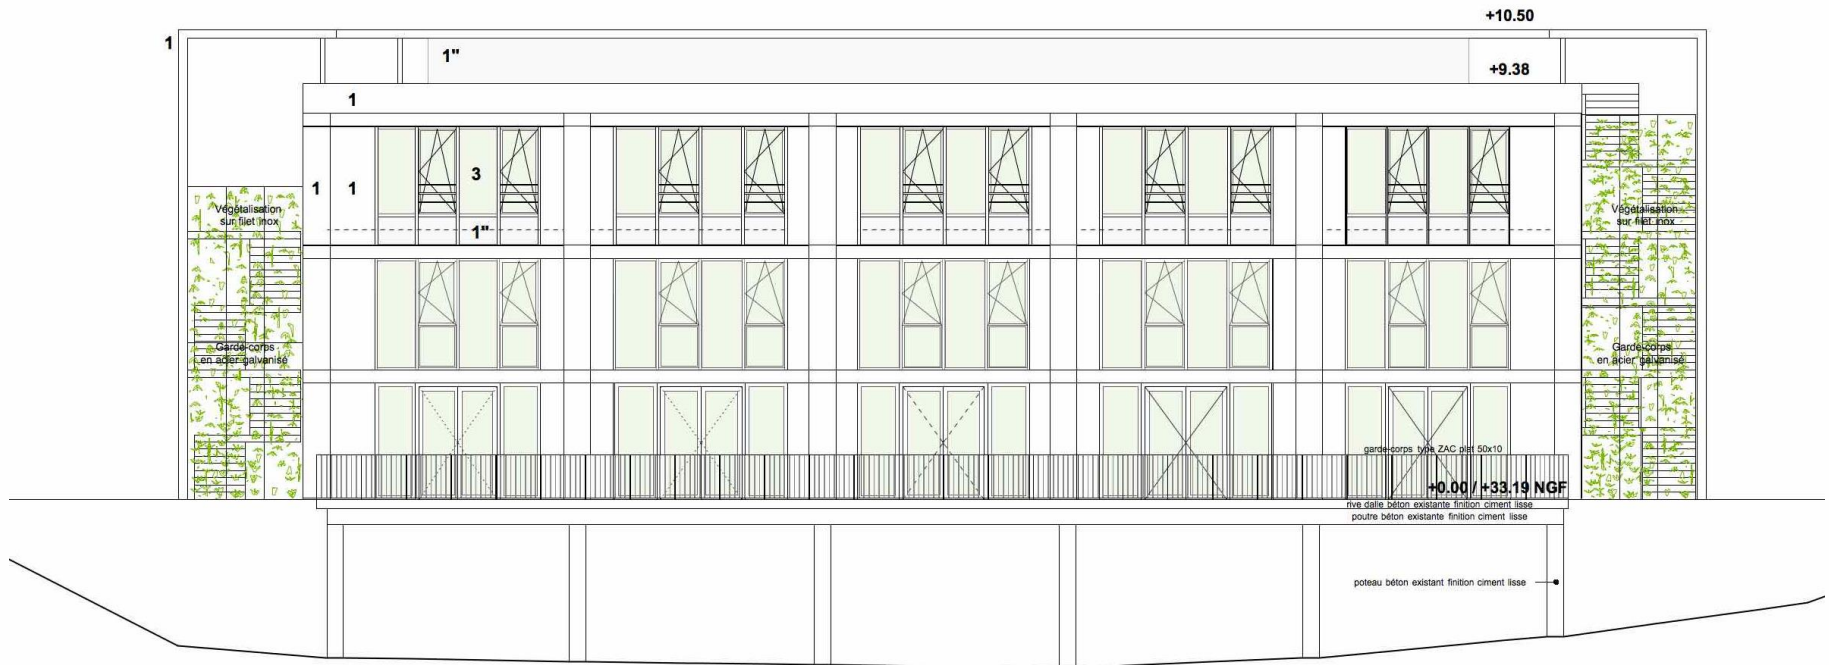 +10.50
1
1"
+9.38
1
3
1
1
Végétalisation
sur filet inox
Végétalisation
sur filet inox
1"
Garde-corps
en acier galvanisé
Garde-corps
en acier galvanisé
garde-corps type ZAC plat 50x10
+0.00 / +33.19 NGF
rive dalle béton existante finition ciment lisse
poutre béton existante finition ciment lisse
poteau béton existant finition ciment lisse